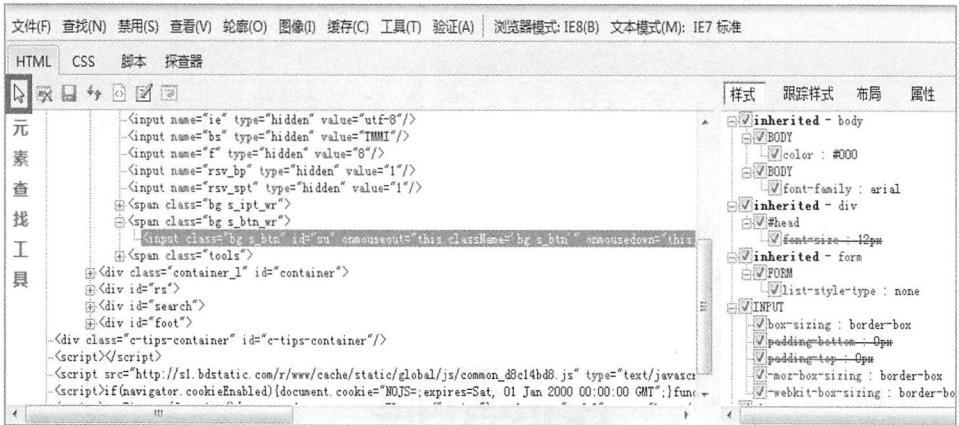 文件(F) 查找(N) 禁用(S) 查看(V) 轮廓(O) 图像(I) 缓存(C) 工具(T) 验证(A) 浏览器模式: IE8(B) 文本模式(M): IE7 标准
HTML CSS 脚本 探查器
元素查找工具
<input name="ie" type="hidden" value="utf-8"/>
<input name="bs" type="hidden" value="TMMI"/>
<input name="f" type="hidden" value="8"/>
<input name="rsv_bp" type="hidden" value="1"/>
<input name="rsv_spt" type="hidden" value="1"/>
<span class="bg s_ipt_wr">
<span class="bg s_btn_wr">
<input class="bg s_btn" id="su" onmouseout="this.className='bg s_btn'" onmousedown="this
<span class="tools">
<div class="container_l" id="container">
<div id="rs">
<div id="search">
<div id="foot">
<div class="c-tips-container" id="c-tips-container"/>
<script></script>
<script src="http://s1.bdstatic.com/r/www/cache/static/global/js/common_d8c14bd8.js" type="text/javascr
<script>if(navigator.cookieEnabled){document.cookie="NOJS=;expires=Sat, 01 Jan 2000 00:00:00 GMT";}func
样式 跟踪样式 布局 属性
inherited - body
BODY
color : #000
BODY
font-family : arial
inherited - div
#head
font-size : 12px
inherited - form
FORM
list-style-type : none
INPUT
box-sizing : border-box
padding-bottom : 0px
padding-top : 0px
-moz-box-sizing : border-box
-webkit-box-sizing : border-bo